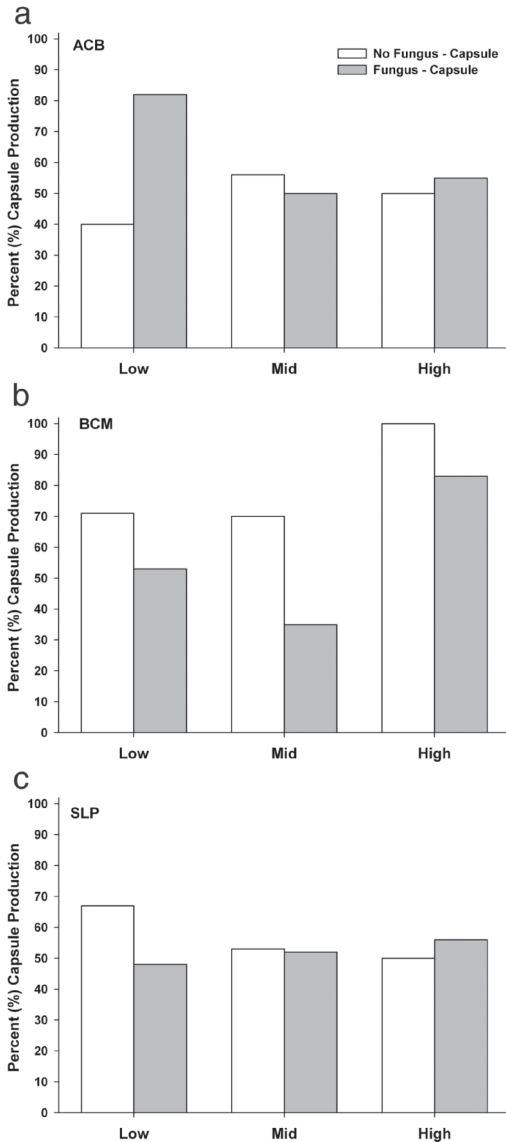 a
ACB
No Fungus - Capsule
Fungus - Capsule
Percent (%) Capsule Production
100
90
80
70
60
50
40
30
20
10
0
Low Mid High
b
BCM
Percent (%) Capsule Production
100
90
80
70
60
50
40
30
20
10
0
Low Mid High
c
SLP
Percent (%) Capsule Production
100
90
80
70
60
50
40
30
20
10
0
Low Mid High